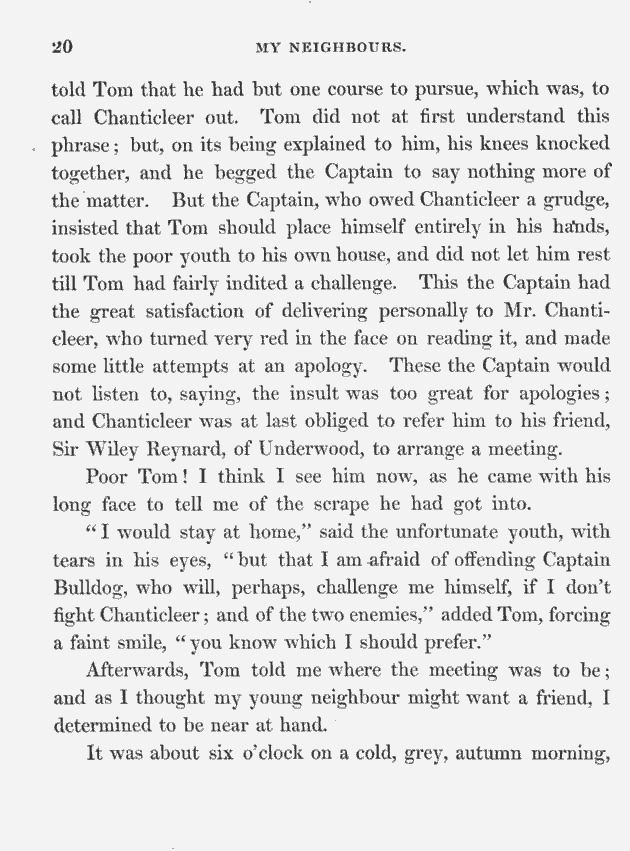 20 MY NEIGHBOURS.
told Tom that he had but one course to pursue, which was, to
call Chanticleer out. Tom did not at first understand this
phrase; but, on its being explained to him, his knees knocked
together, and he begged the Captain to say nothing more of
the matter. But the Captain, who owed Chanticleer a grudge,
insisted that Tom should place himself entirely in his hands,
took the poor youth to his own house, and did not let him rest
till Tom had fairly indited a challenge. This the Captain had
the great satisfaction of delivering personally to Mr. Chanti-
cleer, who turned very red in the face on reading it, and made
some little attempts at an apology. These the Captain would
not listen to, saying, the insult was too great for apologies;
and Chanticleer was at last obliged to refer him to his friend,
Sir Wiley Reynard, of Underwood, to arrange a meeting.
Poor Tom! I think I see him now, as he came with his
long face to tell me of the scrape he had got into.
“I would stay at home,” said the unfortunate youth, with
tears in his eyes, “but that I am afraid of offending Captain
Bulldog, who will, perhaps, challenge me himself, if I don’t
fight Chanticleer; and of the two enemies,” added Tom, forcing
a faint smile, “you know which I should prefer.”
Afterwards, Tom told me where the meeting was to be;
and as I thought my young neighbour might want a friend, I
determined to be near at hand.
It was about six o’clock on a cold, grey, autumn morning,